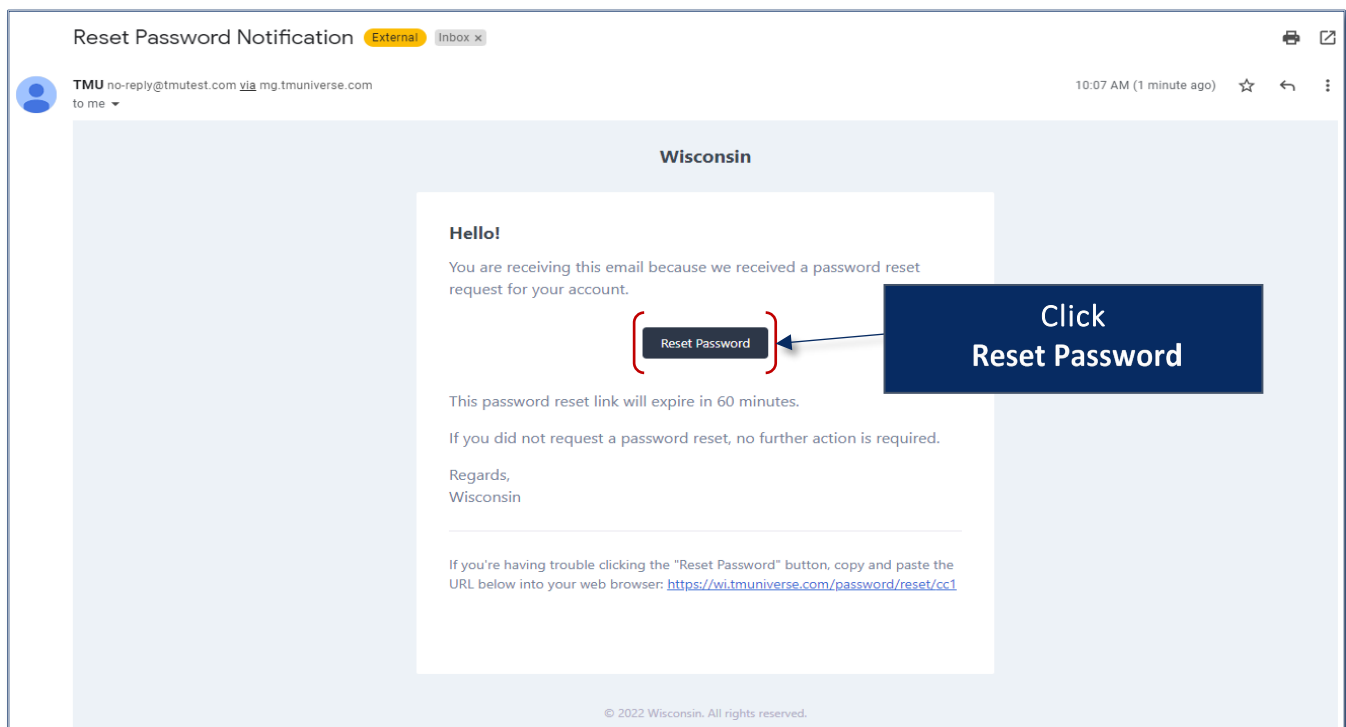 Reset Password Notification External Inbox ×
TMU no-reply@tmutest.com via mg.tmuniverse.com 10:07 AM (1 minute ago)
to me
Wisconsin
Hello!
You are receiving this email because we received a password reset
request for your account.
Reset Password
Click
Reset Password
This password reset link will expire in 60 minutes.
If you did not request a password reset, no further action is required.
Regards,
Wisconsin
If you're having trouble clicking the "Reset Password" button, copy and paste the
URL below into your web browser: https://wi.tmuniverse.com/password/reset/cc1
© 2022 Wisconsin. All rights reserved.